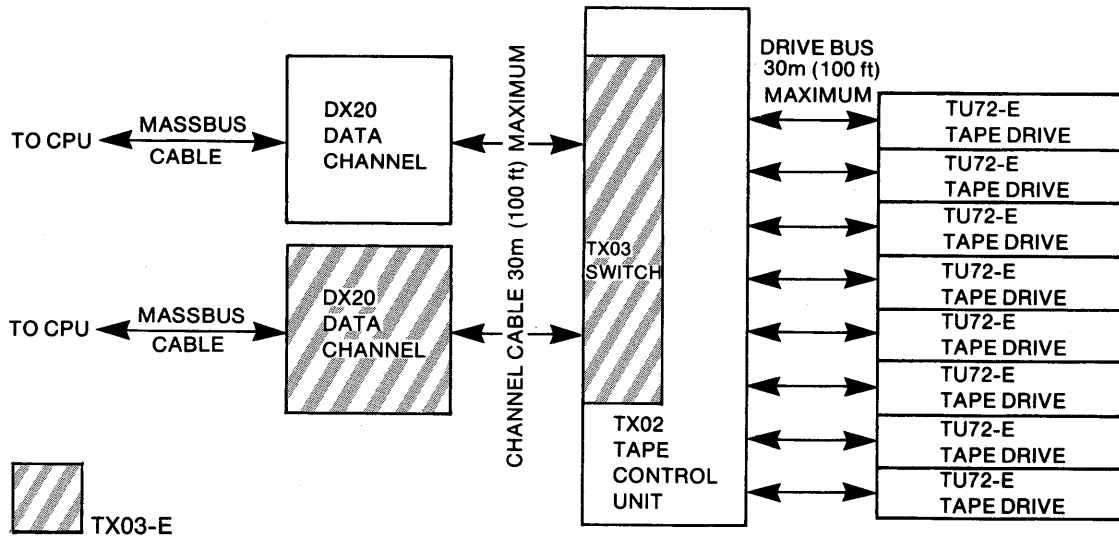 TO CPU
MASSBUS
CABLE
DX20
DATA
CHANNEL
TO CPU
MASSBUS
CABLE
DX20
DATA
CHANNEL
CHANNEL CABLE 30m (100 ft) MAXIMUM
TX03
SWITCH
TX02
TAPE
CONTROL
UNIT
DRIVE BUS
30m (100 ft)
MAXIMUM
TU72-E
TAPE DRIVE
TU72-E
TAPE DRIVE
TU72-E
TAPE DRIVE
TU72-E
TAPE DRIVE
TU72-E
TAPE DRIVE
TU72-E
TAPE DRIVE
TU72-E
TAPE DRIVE
TU72-E
TAPE DRIVE
TX03-E